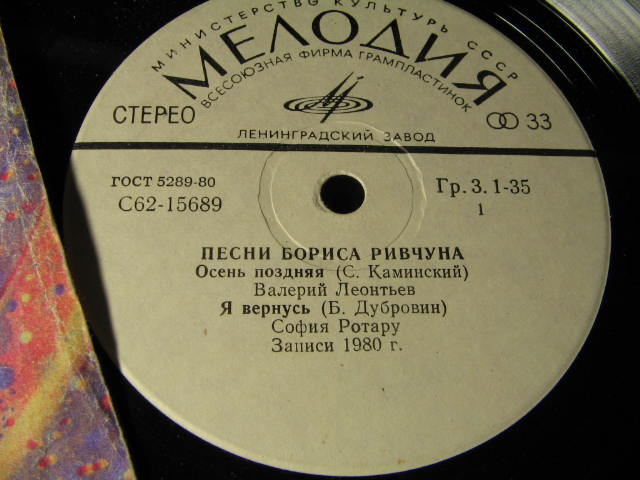 МИНИСТЕРСТВО КУЛЬТУРЫ СССР
МЕЛОДИЯ
ВСЕСОЮЗНАЯ ФИРМА ГРАМПЛАСТИНОК
СТЕРЕО
33
ЛЕНИНГРАДСКИЙ ЗАВОД
ГОСТ 5289-80
Гр. 3. 1-35
С62-15689
1
ПЕСНИ БОРИСА РИВЧУНА
Осень поздняя (С. Каминский)
Валерий Леонтьев
Я вернусь (Б. Дубровин)
София Ротару
Записи 1980 г.